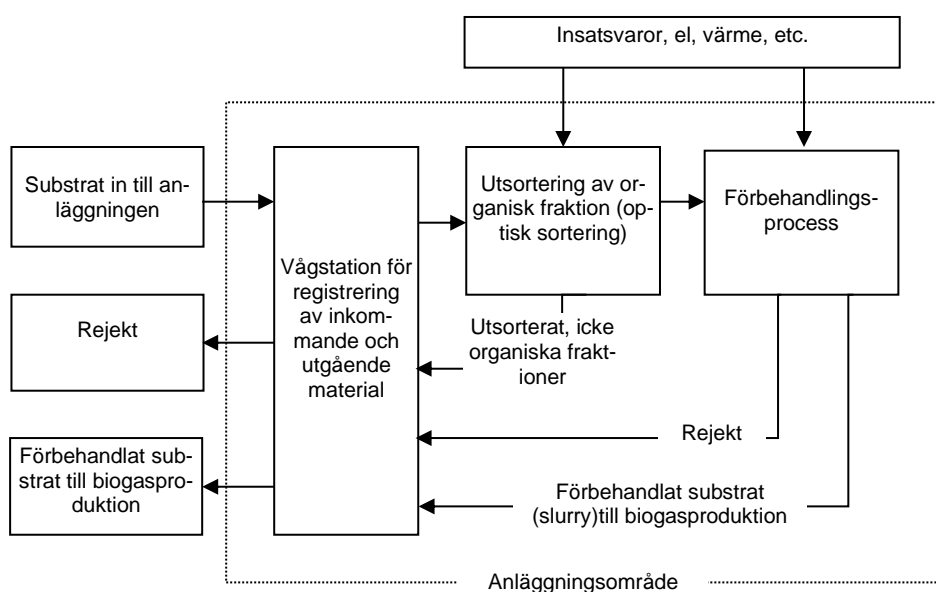 Insatsvaror, el, värme, etc.
Substrat in till an-
läggningen
Vågstation för
registrering
av inkom-
mande och
utgående
material
Utsortering av or-
ganisk fraktion (op-
tisk sortering)
Förbehandlings-
process
Rejekt
Utsorterat, icke
organiska frakt-
ioner
Rejekt
Förbehandlat sub-
strat till biogaspro-
duktion
Förbehandlat substrat
(slurry)till biogasproduktion
Anläggningsområde